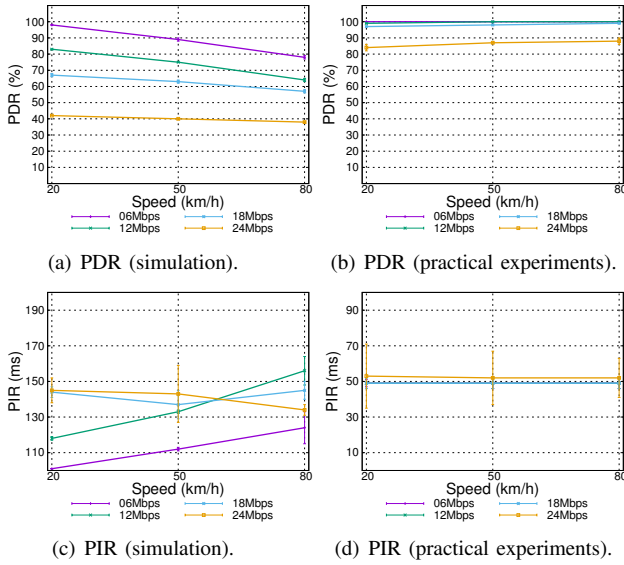 100
90
80
70
60
50
40
30
20
10
PDR (%)
20
50
80
Speed (km/h)
06Mbps
12Mbps
18Mbps
24Mbps
(a) PDR (simulation).
100
90
80
70
60
50
40
30
20
10
PDR (%)
20
50
80
Speed (km/h)
06Mbps
12Mbps
18Mbps
24Mbps
(b) PDR (practical experiments).
190
170
150
130
110
PIR (ms)
20
50
80
Speed (km/h)
06Mbps
12Mbps
18Mbps
24Mbps
(c) PIR (simulation).
90
70
50
30
10
PIR (ms)
20
50
80
Speed (km/h)
06Mbps
12Mbps
18Mbps
24Mbps
(d) PIR (practical experiments).